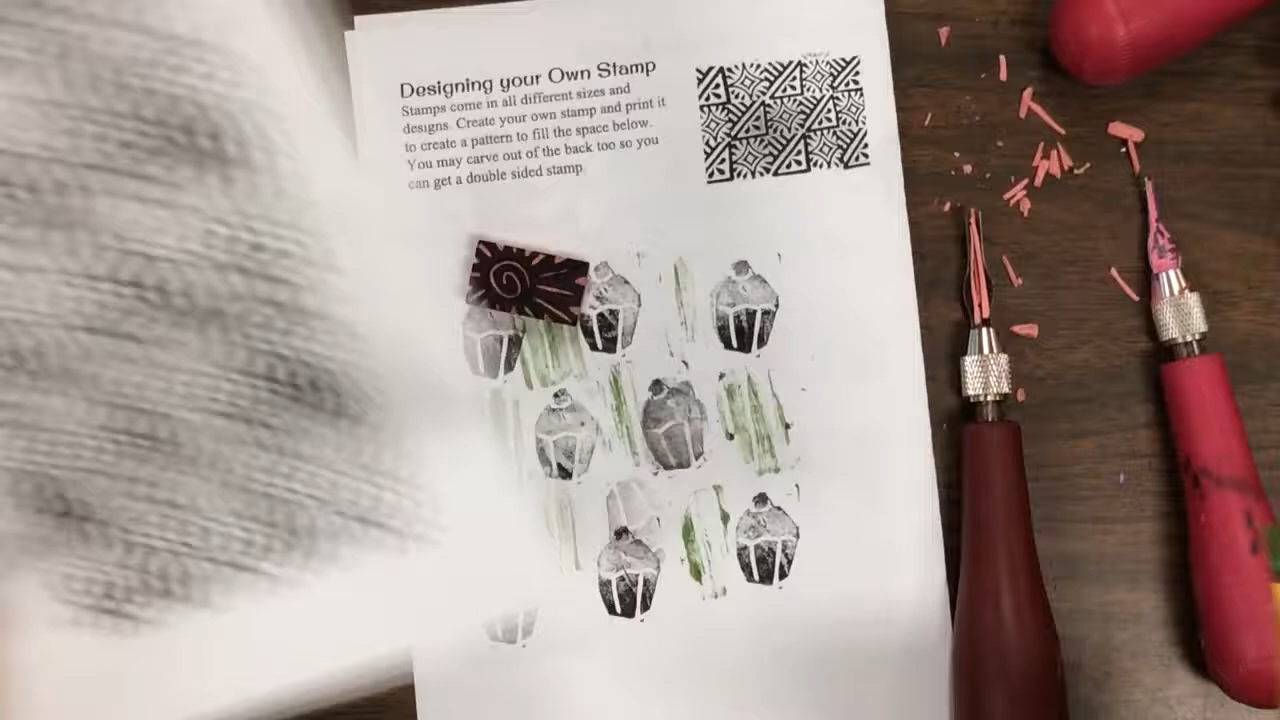 Designing your Own Stamp
Stamps come in all different sizes and
designs. Create your own stamp and print it
to create a pattern to fill the space below.
You may carve out of the back too so you
can get a double sided stamp